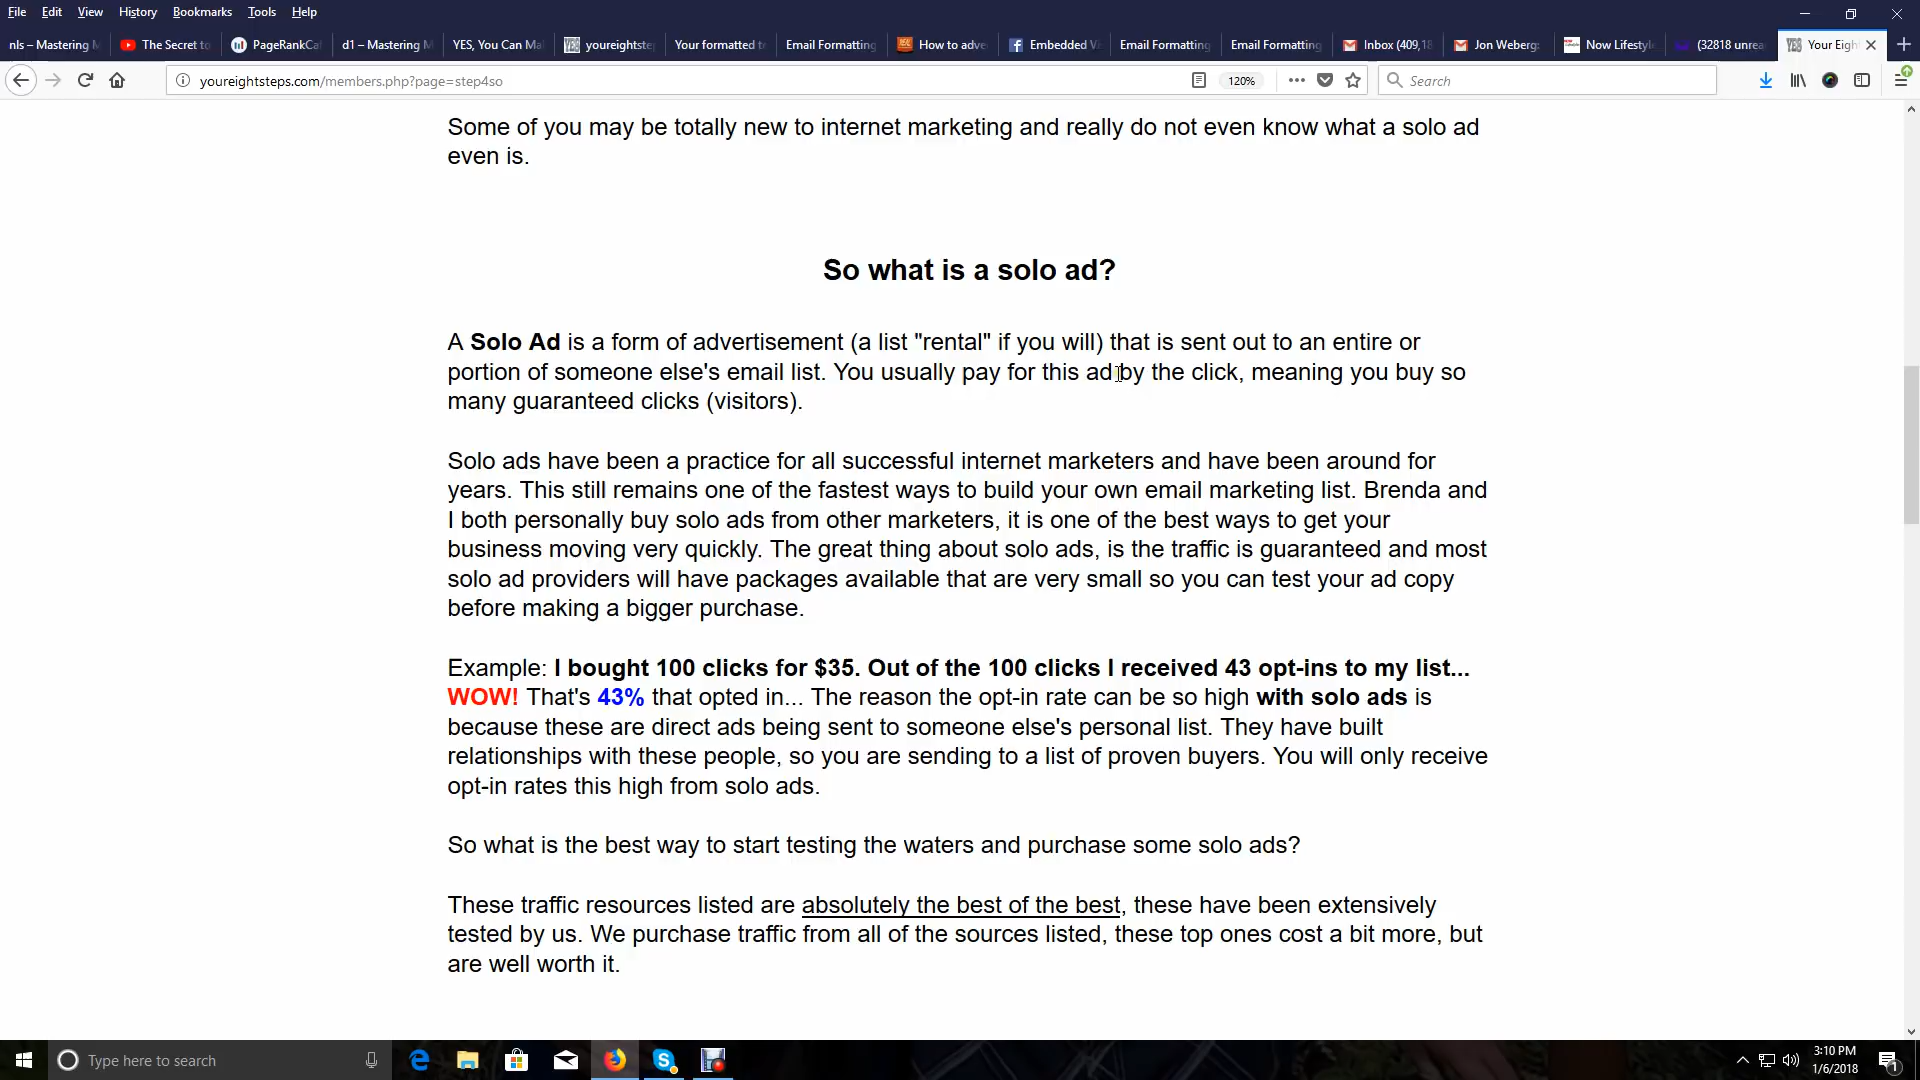 File Edit View History Bookmarks Tools Help
nls – Mastering M
The Secret to
PageRankCa
d1 – Mastering M
YES, You Can Ma
youreightste
Your formatted te
Email Formatting
How to adve
Embedded Vi
Email Formatting
Email Formatting
Inbox (409,18
Jon Weberg:
Now Lifestyle
(32818 unrea
Your Eigh
youreightsteps.com/members.php?page=step4so
120%
Search
Some of you may be totally new to internet marketing and really do not even know what a solo ad
even is.
So what is a solo ad?
A Solo Ad is a form of advertisement (a list "rental" if you will) that is sent out to an entire or
portion of someone else's email list. You usually pay for this ad by the click, meaning you buy so
many guaranteed clicks (visitors).
Solo ads have been a practice for all successful internet marketers and have been around for
years. This still remains one of the fastest ways to build your own email marketing list. Brenda and
I both personally buy solo ads from other marketers, it is one of the best ways to get your
business moving very quickly. The great thing about solo ads, is the traffic is guaranteed and most
solo ad providers will have packages available that are very small so you can test your ad copy
before making a bigger purchase.
Example: I bought 100 clicks for $35. Out of the 100 clicks I received 43 opt-ins to my list...
WOW! That's 43% that opted in... The reason the opt-in rate can be so high with solo ads is
because these are direct ads being sent to someone else's personal list. They have built
relationships with these people, so you are sending to a list of proven buyers. You will only receive
opt-in rates this high from solo ads.
So what is the best way to start testing the waters and purchase some solo ads?
These traffic resources listed are absolutely the best of the best, these have been extensively
tested by us. We purchase traffic from all of the sources listed, these top ones cost a bit more, but
are well worth it.
Type here to search
3:10 PM
1/6/2018
1